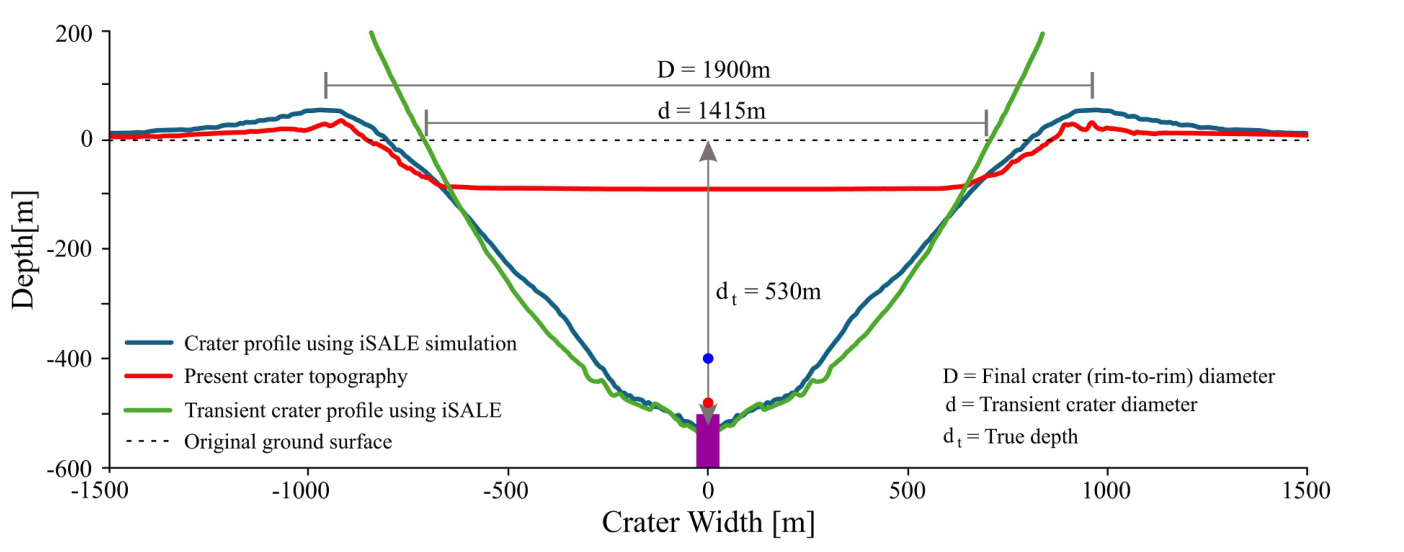 200
0
-200
-400
-600
Depth[m]
D = 1900m
d = 1415m
d t = 530m
Crater profile using iSALE simulation
Present crater topography
Transient crater profile using iSALE
Original ground surface
D = Final crater (rim-to-rim) diameter
d = Transient crater diameter
d t = True depth
-1500 -1000 -500 0 500 1000 1500
Crater Width [m]